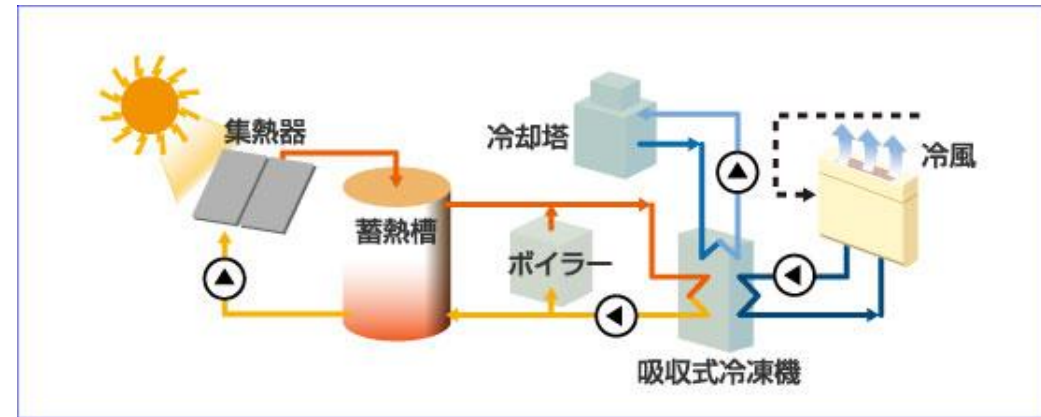 集熱器
冷却塔
冷風
蓄熱槽
ボイラー
吸収式冷凍機